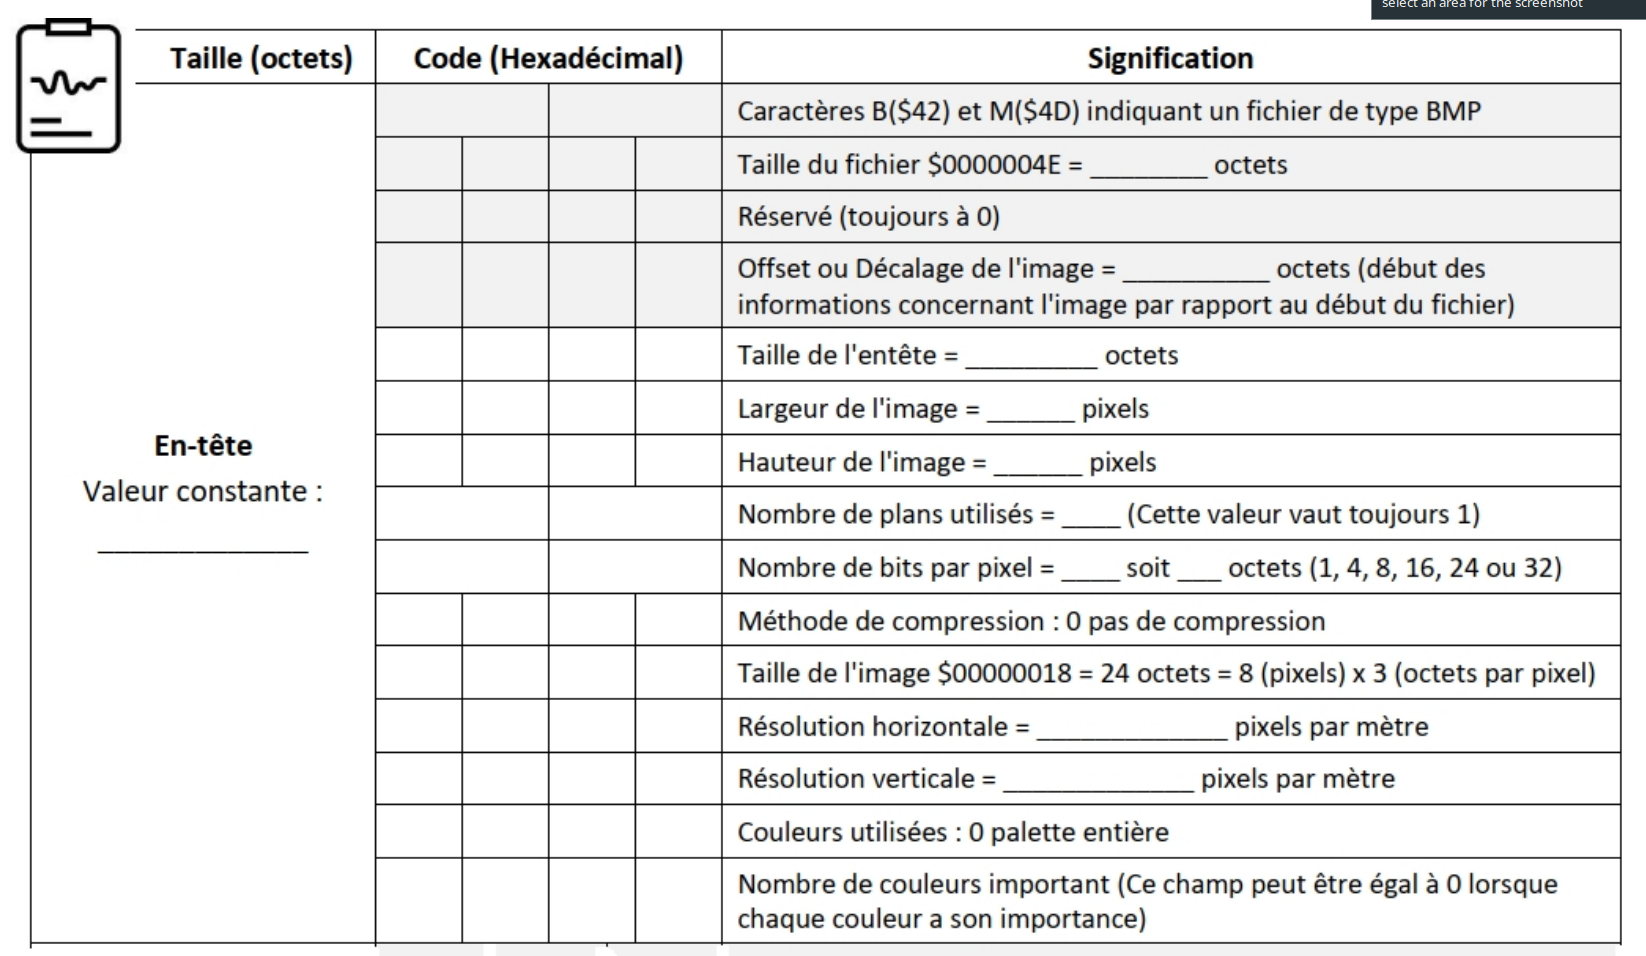 select an area for the screenshot
Taille (octets) Code (Hexadécimal) Signification
Caractères B($42) et M($4D) indiquant un fichier de type BMP
Taille du fichier $0000004E = ________ octets
Réservé (toujours à 0)
Offset ou Décalage de l'image = __________ octets (début des
informations concernant l'image par rapport au début du fichier)
Taille de l'entête = _________ octets
Largeur de l'image = ______ pixels
En-tête
Valeur constante :
______________
Hauteur de l'image = ______ pixels
Nombre de plans utilisés = ____ (Cette valeur vaut toujours 1)
Nombre de bits par pixel = ____ soit ___ octets (1, 4, 8, 16, 24 ou 32)
Méthode de compression : 0 pas de compression
Taille de l'image $00000018 = 24 octets = 8 (pixels) x 3 (octets par pixel)
Résolution horizontale = _____________ pixels par mètre
Résolution verticale = _____________ pixels par mètre
Couleurs utilisées : 0 palette entière
Nombre de couleurs important (Ce champ peut être égal à 0 lorsque
chaque couleur a son importance)